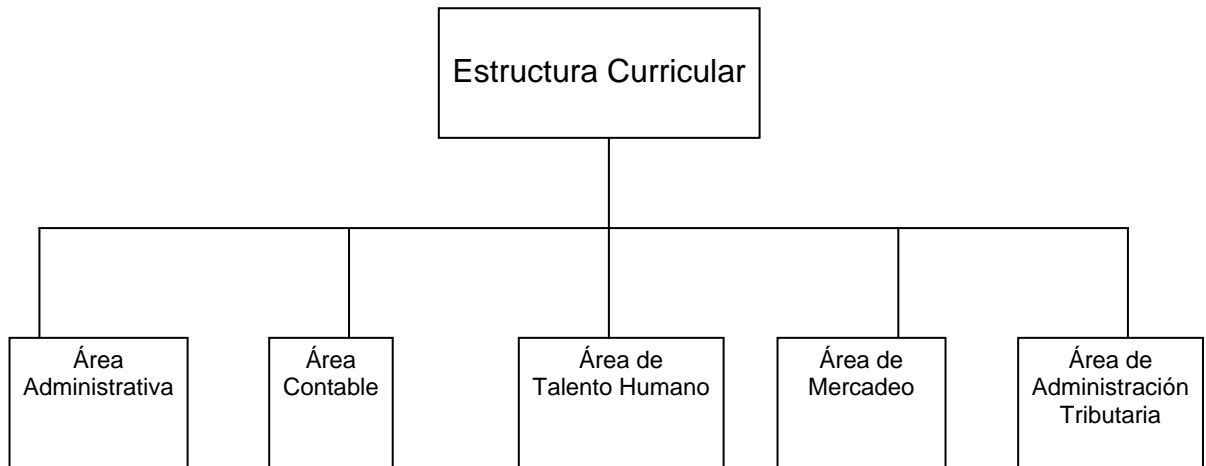 Estructura Curricular
Área
Administrativa
Área
Contable
Área de
Talento Humano
Área de
Mercadeo
Área de
Administración
Tributaria